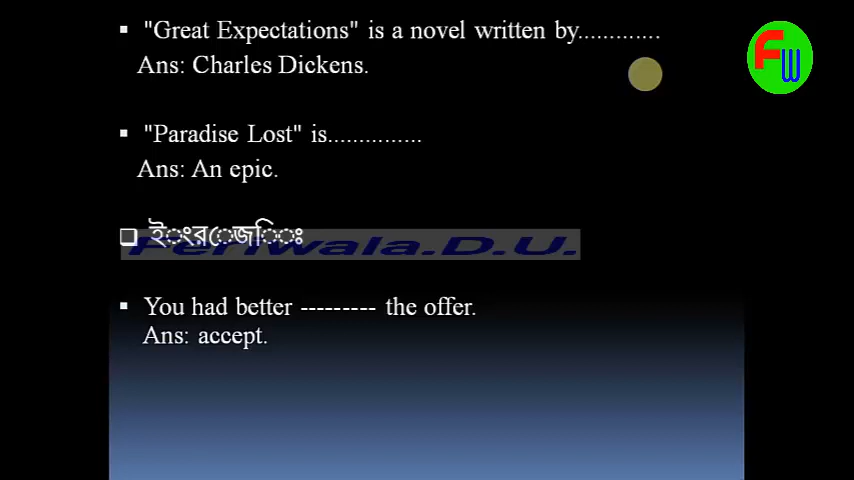 ▪ "Great Expectations" is a novel written by.............
Ans: Charles Dickens.
▪ "Paradise Lost" is...............
Ans: An epic.
❑ ইংরেজিঃ
Feriwala.D.U.
▪ You had better --------- the offer.
Ans: accept.
FW